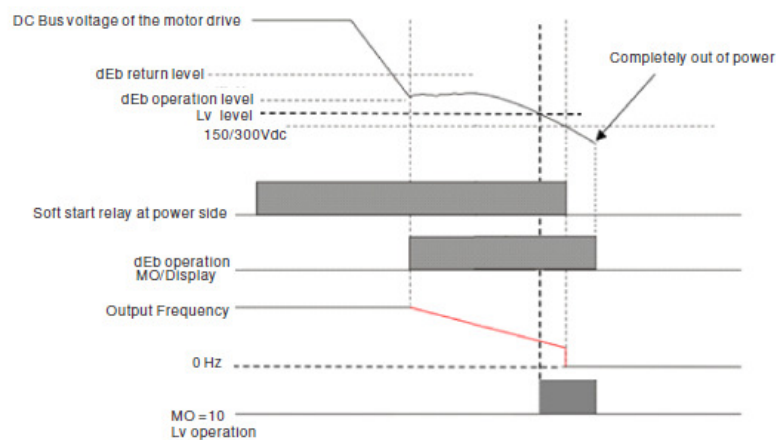 DC Bus voltage of the motor drive
Completely out of power
dEb return level
dEb operation level
Lv level
150/300Vdc
Soft start relay at power side
dEb operation
MO/Display
Output Frequency
0 Hz
MO=10
Lv operation